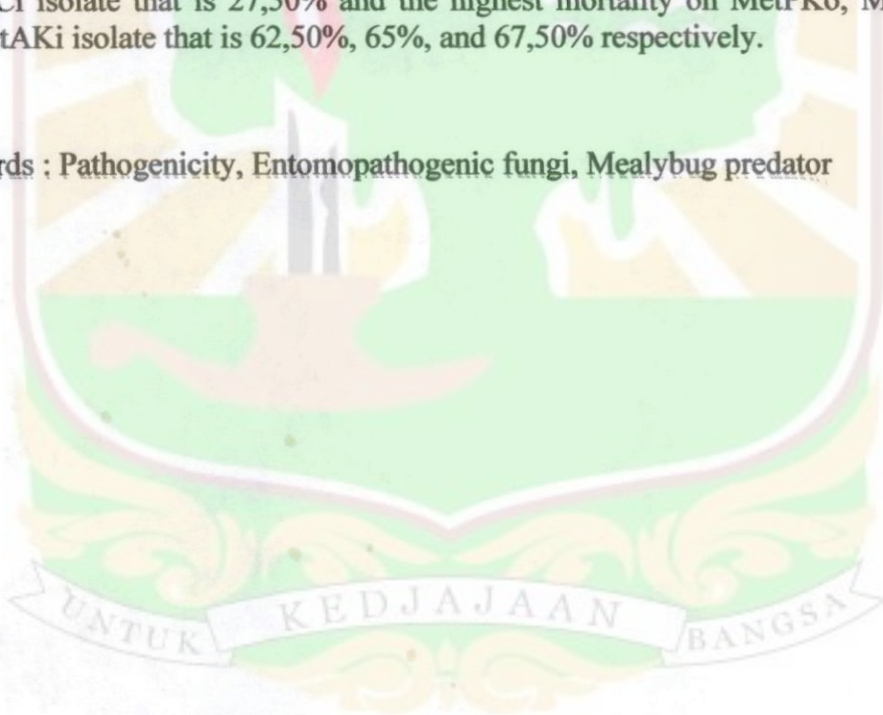 isolate that is 27,50% and the highest mortality on MetPKo,
tAKi isolate that is 62,50%, 65%, and 67,50% respectively.
rds : Pathogenicity, Entomopathogenic fungi, Mealybug predator
UNTUK KEDJAJAAN BANGSA